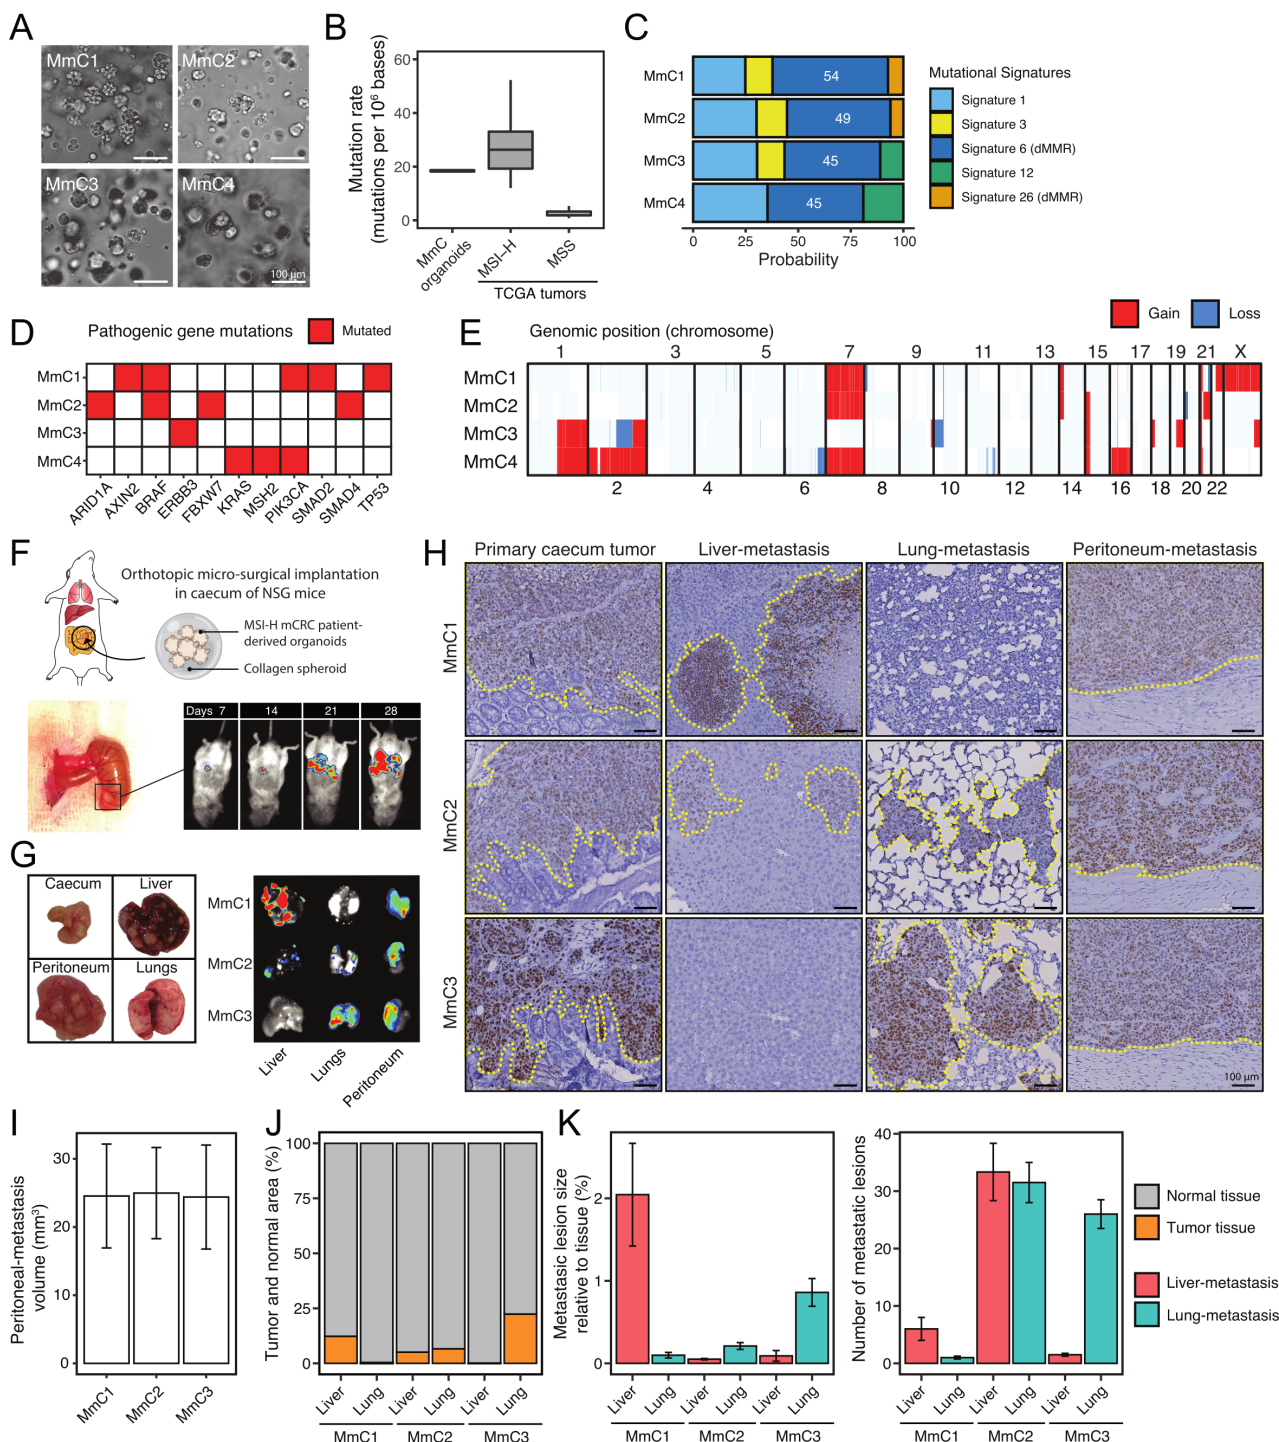 A
MmC1
MmC2
MmC3
MmC4
100 µm
B
Mutation rate
(mutations per 10⁶ bases)
60
40
20
0
MmC
organoids
MSI–H
MSS
TCGA tumors
C
MmC1
MmC2
MmC3
MmC4
54
49
45
45
0
25
50
75
100
Probability
Mutational Signatures
Signature 1
Signature 3
Signature 6 (dMMR)
Signature 12
Signature 26 (dMMR)
D
Pathogenic gene mutations
Mutated
MmC1
MmC2
MmC3
MmC4
ARID1A
AXIN2
BRAF
ERBB3
FBXW7
KRAS
MSH2
PIK3CA
SMAD2
SMAD4
TP53
E
Genomic position (chromosome)
Gain
Loss
1 3 5 7 9 11 13 15 17 19 21 X
MmC1
MmC2
MmC3
MmC4
2 4 6 8 10 12 14 16 18 20 22
F
Orthotopic micro-surgical implantation
in caecum of NSG mice
MSI-H mCRC patient-
derived organoids
Collagen spheroid
Days 7 14 21 28
G
Caecum
Liver
Peritoneum
Lungs
MmC1
MmC2
MmC3
Liver
Lungs
Peritoneum
H
Primary caecum tumor
Liver-metastasis
Lung-metastasis
Peritoneum-metastasis
MmC1
MmC2
MmC3
100 µm
I
Peritoneal-metastasis
volume (mm³)
30
20
10
0
MmC1
MmC2
MmC3
J
Tumor and normal area (%)
100
75
50
25
0
Liver
Lung
Liver
Lung
Liver
Lung
MmC1
MmC2
MmC3
K
Metastasic lesion size
relative to tissue (%)
2
1
0
Liver
Lung
Liver
Lung
Liver
Lung
MmC1
MmC2
MmC3
Number of metastatic lesions
40
30
20
10
0
Liver
Lung
Liver
Lung
Liver
Lung
MmC1
MmC2
MmC3
Normal tissue
Tumor tissue
Liver-metastasis
Lung-metastasis